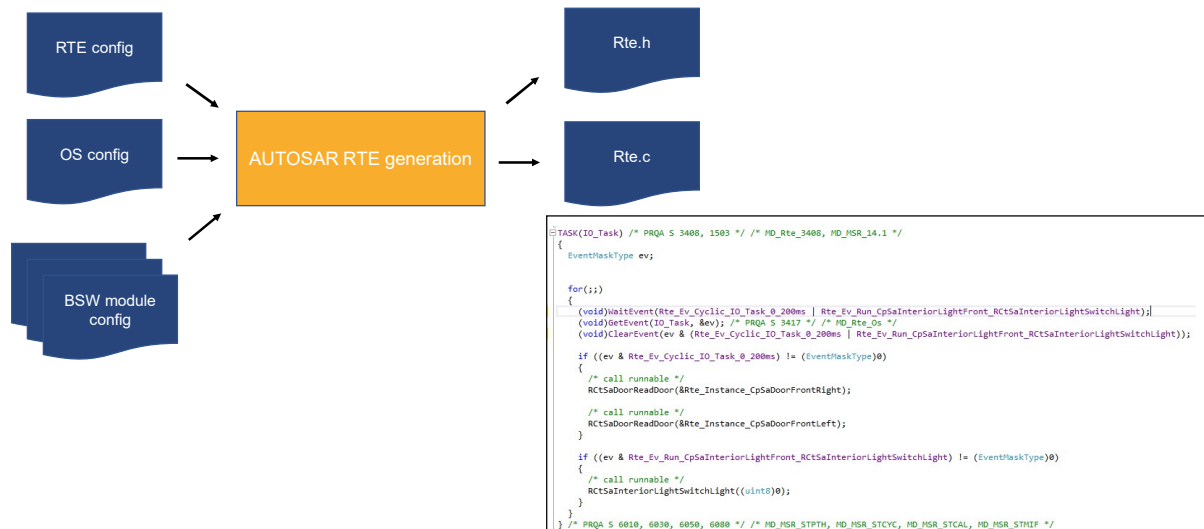 RTE config
OS config
BSW module
config
AUTOSAR RTE generation
Rte.h
Rte.c
TASK(IO_Task) /* PRQA S 3408, 1503 */ /* MD_Rte_3408, MD_MSR_14.1 */
{
EventMaskType ev;
for(;;)
{
(void)WaitEvent(Rte_Ev_Cyclic_IO_Task_0_200ms | Rte_Ev_Run_CpSaInteriorLightFront_RCtSaInteriorLightSwitchLight);
(void)GetEvent(IO_Task, &ev); /* PRQA S 3417 */ /* MD_Rte_Os */
(void)ClearEvent(ev & (Rte_Ev_Cyclic_IO_Task_0_200ms | Rte_Ev_Run_CpSaInteriorLightFront_RCtSaInteriorLightSwitchLight));
if ((ev & Rte_Ev_Cyclic_IO_Task_0_200ms) != (EventMaskType)0)
{
/* call runnable */
RCtSaDoorReadDoor(&Rte_Instance_CpSaDoorFrontRight);
/* call runnable */
RCtSaDoorReadDoor(&Rte_Instance_CpSaDoorFrontLeft);
}
if ((ev & Rte_Ev_Run_CpSaInteriorLightFront_RCtSaInteriorLightSwitchLight) != (EventMaskType)0)
{
/* call runnable */
RCtSaInteriorLightSwitchLight((uint8)0);
}
}
} /* PRQA S 6010, 6030, 6050, 6080 */ /* MD_MSR_STPTH, MD_MSR_STCYC, MD_MSR_STCAL, MD_MSR_STMIF */